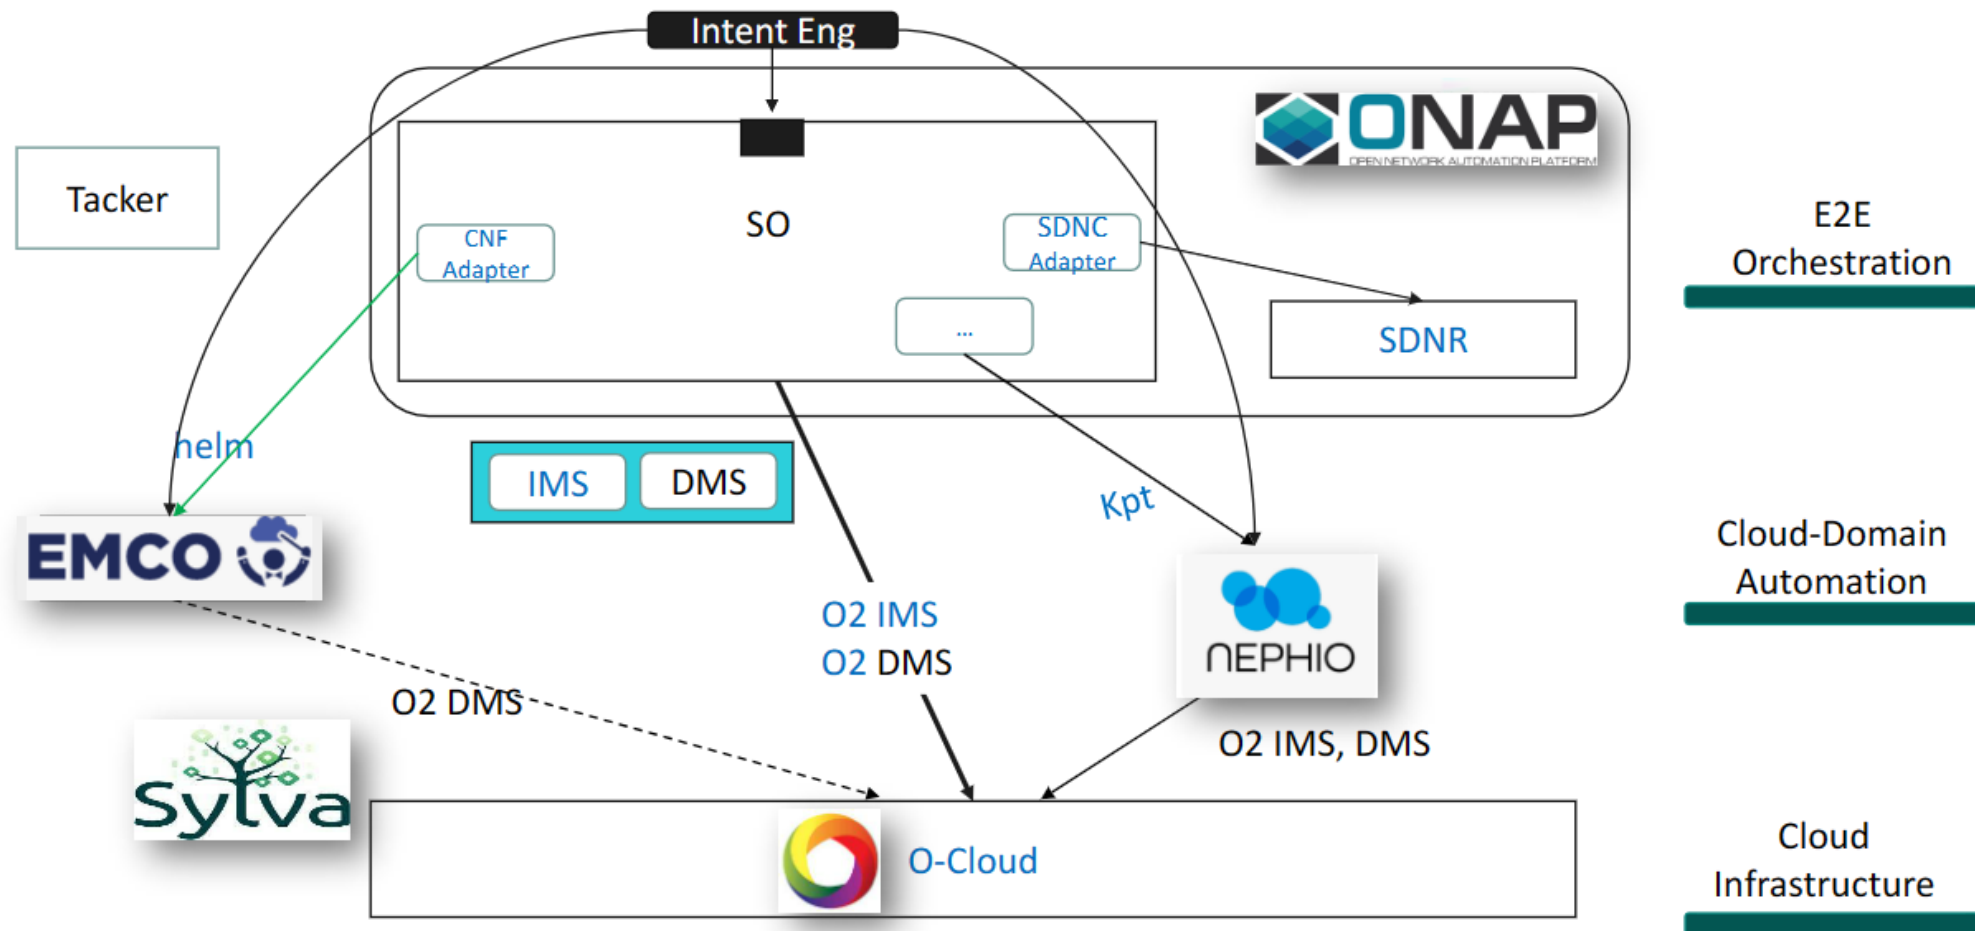 Intent Eng
ONAP
OPEN NETWORK AUTOMATION PLATFORM
Tacker
SO
CNF
Adapter
SDNC
Adapter
...
SDNR
E2E
Orchestration
helm
IMS
DMS
Kpt
EMCO
O2 IMS
O2 DMS
NEPHIO
Cloud-Domain
Automation
O2 DMS
O2 IMS, DMS
Sylva
O-Cloud
Cloud
Infrastructure